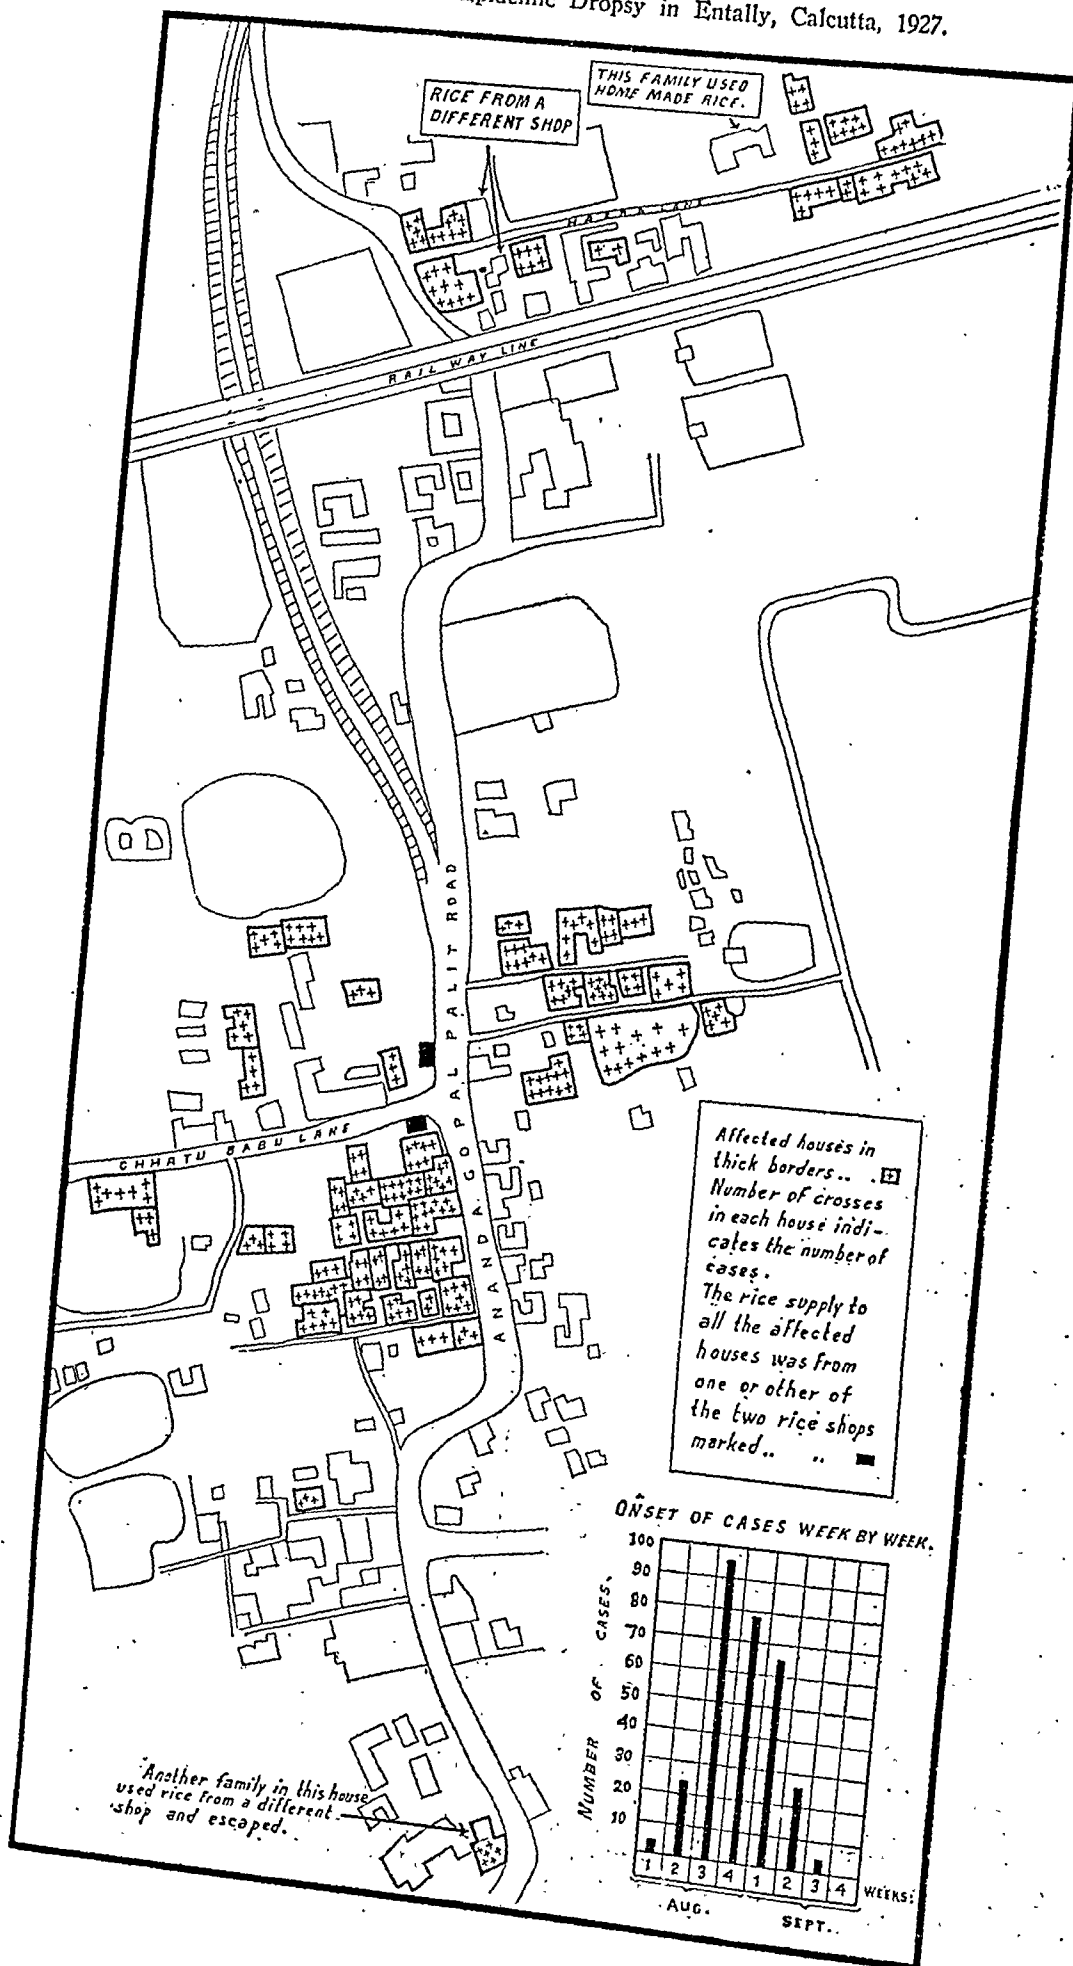 Dropsy in Entally, Calcutta, 1927.
THIS FAMILY USED
HOME MADE RICE.
RICE FROM A
DIFFERENT SHOP
HAZRA LANE
RAILWAY LINE
B
ANANDA GOPAL PALIT ROAD
CHHATU BABU LANE
Affected houses in
thick borders.. .
Number of crosses
in each house indi-
cates the number of
cases.
The rice supply to
all the affected
houses was from
one or other of
the two rice shops
marked.. ..
ONSET OF CASES WEEK BY WEEK.
NUMBER OF CASES.
100
90
80
70
60
50
40
30
20
10
1 2 3 4 1 2 3 4 WEEKS:
AUG. SEPT..
Another family in this house
used rice from a different
shop and escaped.